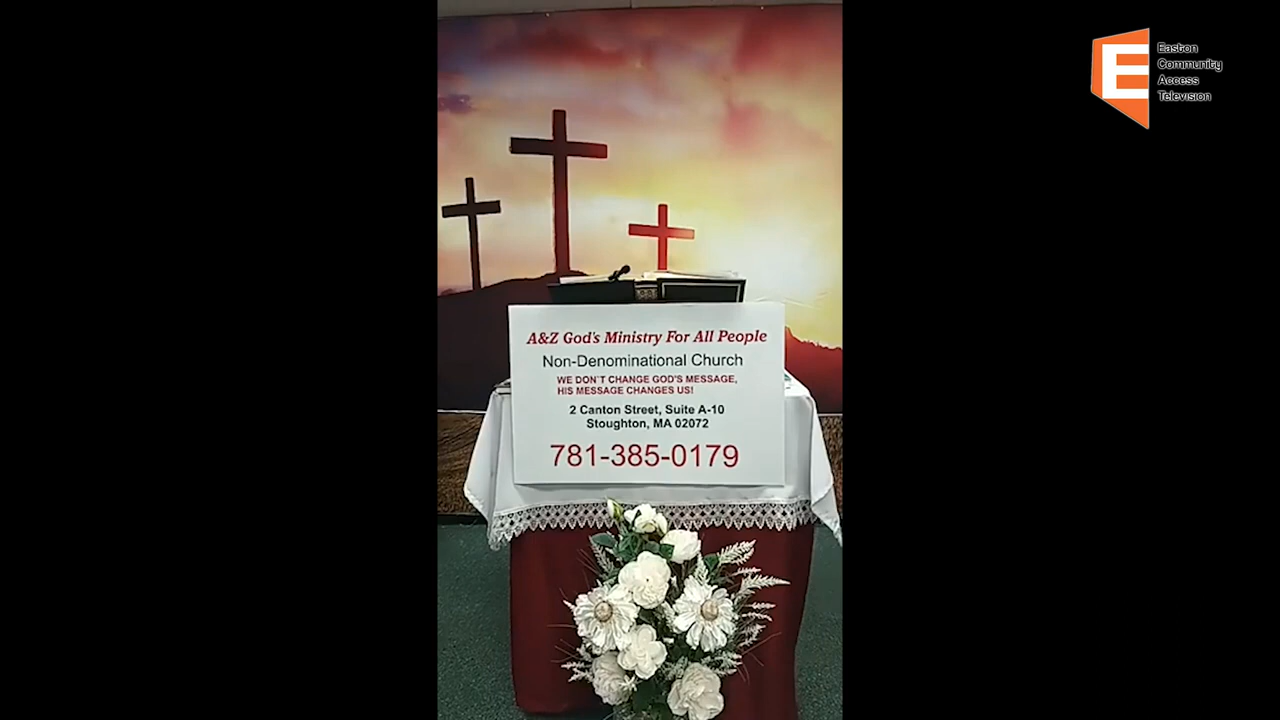 E
Easton
Community
Access
Television
A&Z God's Ministry For All People
Non-Denominational Church
WE DON'T CHANGE GOD'S MESSAGE,
HIS MESSAGE CHANGES US!
2 Canton Street, Suite A-10
Stoughton, MA 02072
781-385-0179